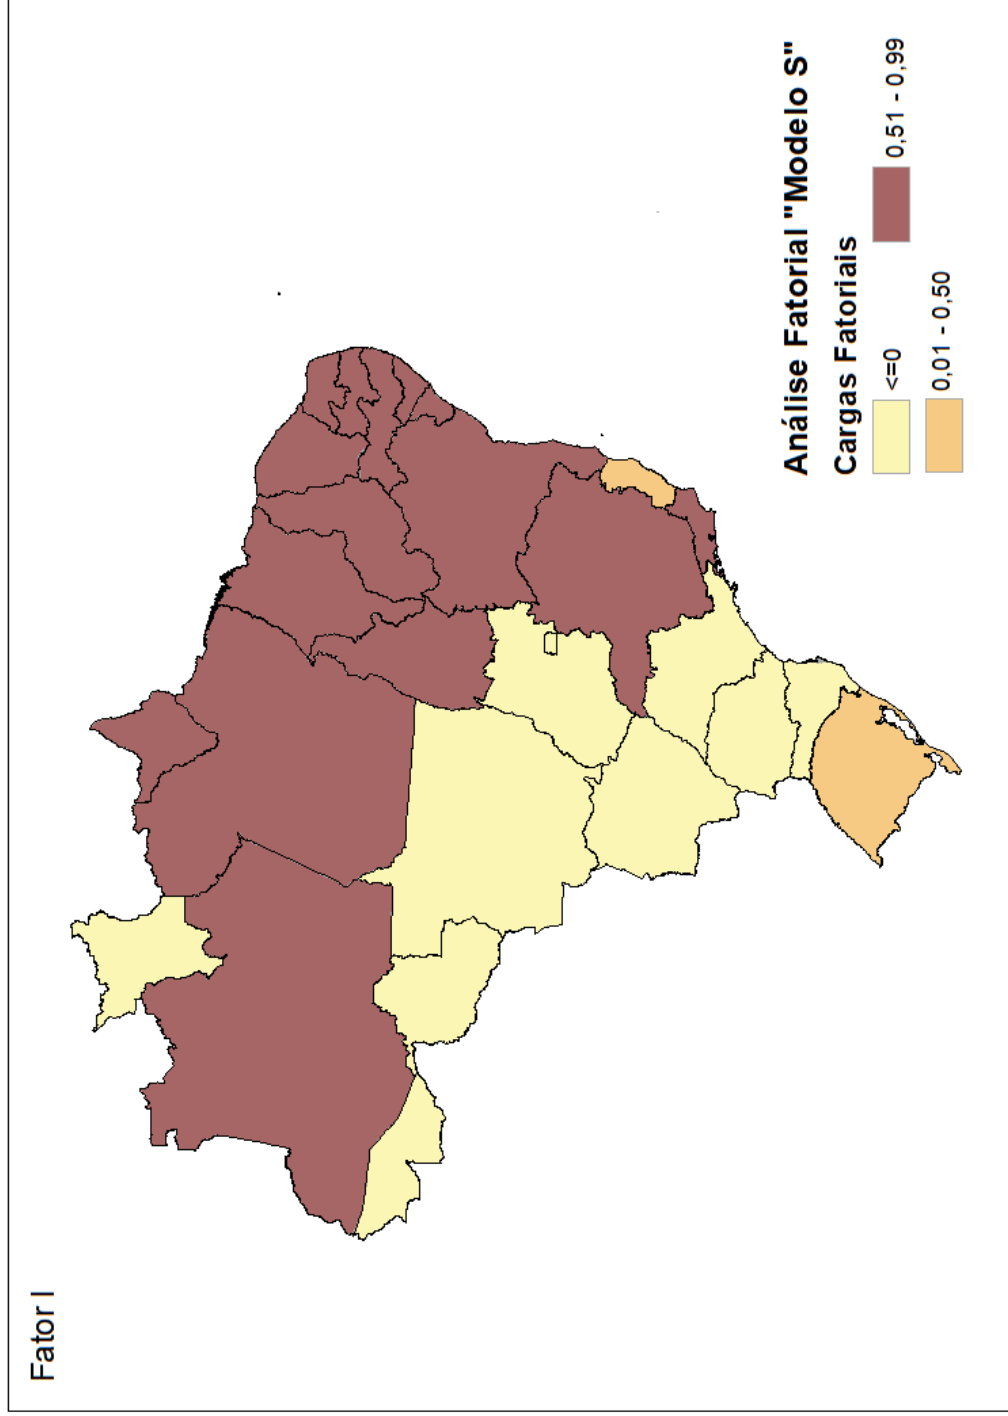 Fator I
Análise Fatorial "Modelo S"
Cargas Fatoriais
<=0
0,51 - 0,99
0,01 - 0,50